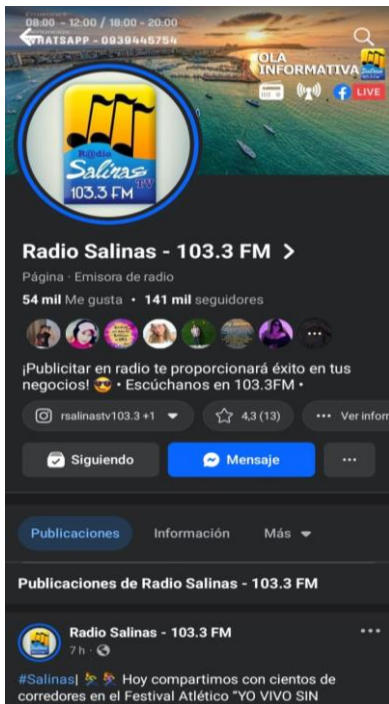 08:00 - 12:00 / 18:00 - 20:00
WHATSAPP - 0939445754
OLA
INFORMATIVA
LIVE
R@dio
Salinas
TV
103.3 FM
Radio Salinas - 103.3 FM
Página · Emisora de radio
54 mil Me gusta • 141 mil seguidores
¡Publicitar en radio te proporcionará éxito en tus
negocios! 😎 • Escúchanos en 103.3FM •
rsalinastv103.3 +1
4,3 (13)
Ver inform
Siguiendo
Mensaje
Publicaciones
Información
Más
Publicaciones de Radio Salinas - 103.3 FM
Radio Salinas - 103.3 FM
7 h ·
#Salinas| Hoy compartimos con cientos de
corredores en el Festival Atlético "YO VIVO SIN